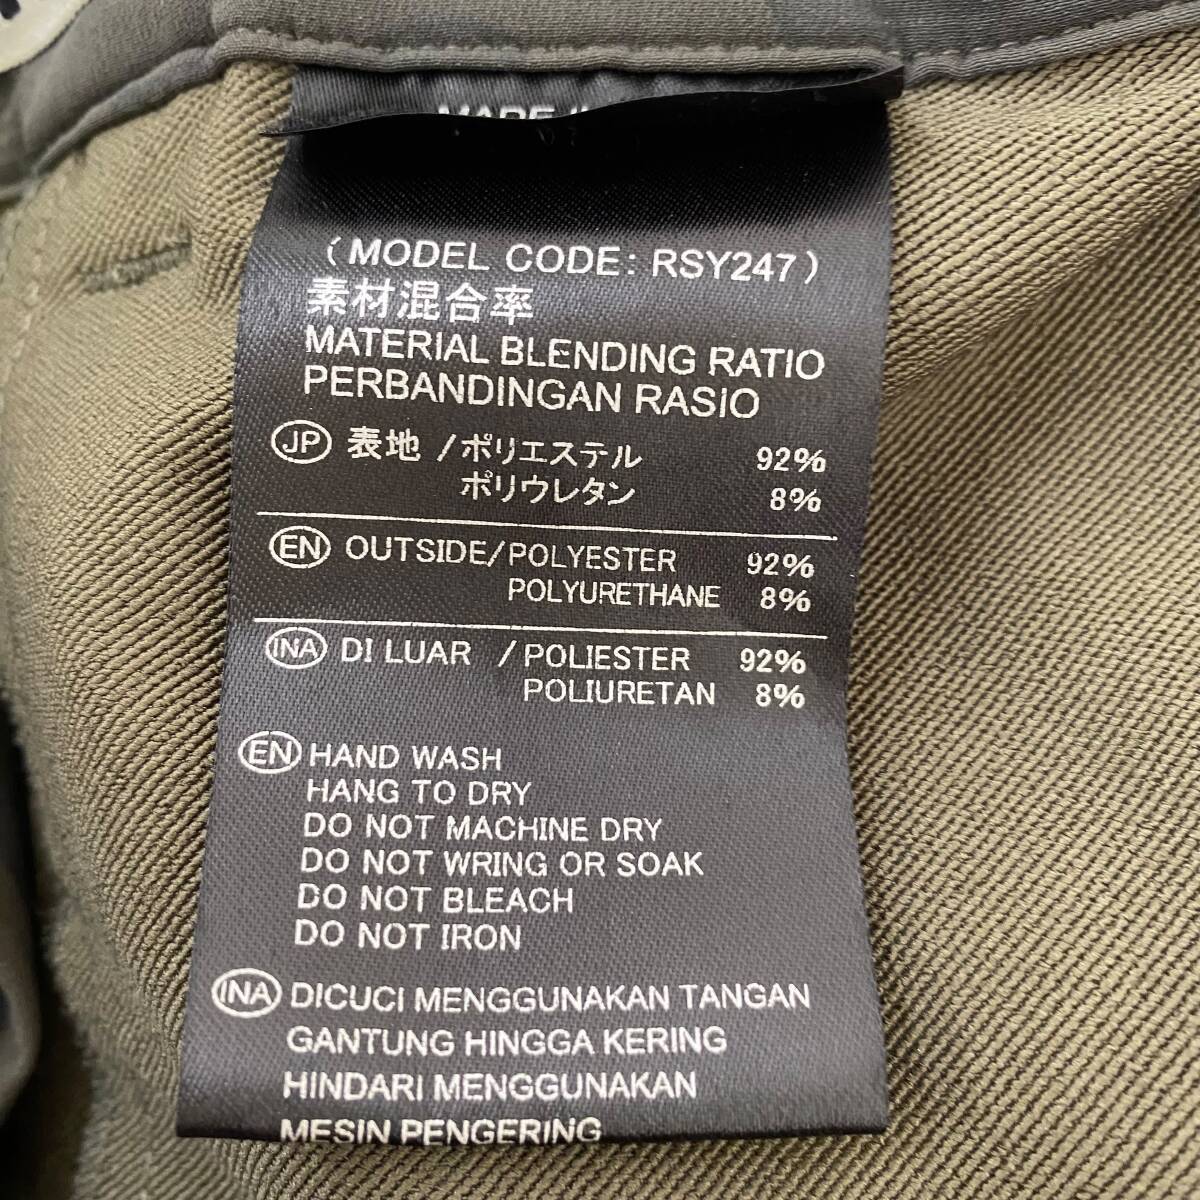 MADE IN
(MODEL CODE: RSY247)
素材混合率
MATERIAL BLENDING RATIO
PERBANDINGAN RASIO
JP 表地 /ポリエステル 92%
ポリウレタン 8%
EN OUTSIDE/POLYESTER 92%
POLYURETHANE 8%
INA DI LUAR /POLIESTER 92%
POLIURETAN 8%
EN HAND WASH
HANG TO DRY
DO NOT MACHINE DRY
DO NOT WRING OR SOAK
DO NOT BLEACH
DO NOT IRON
INA DICUCI MENGGUNAKAN TANGAN
GANTUNG HINGGA KERING
HINDARI MENGGUNAKAN
MESIN PENGERING